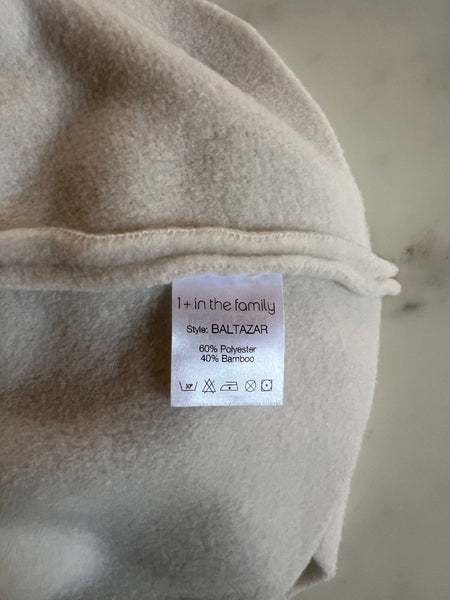 1 + in the family
Style: BALTAZAR
60% Polyester
40% Bamboo